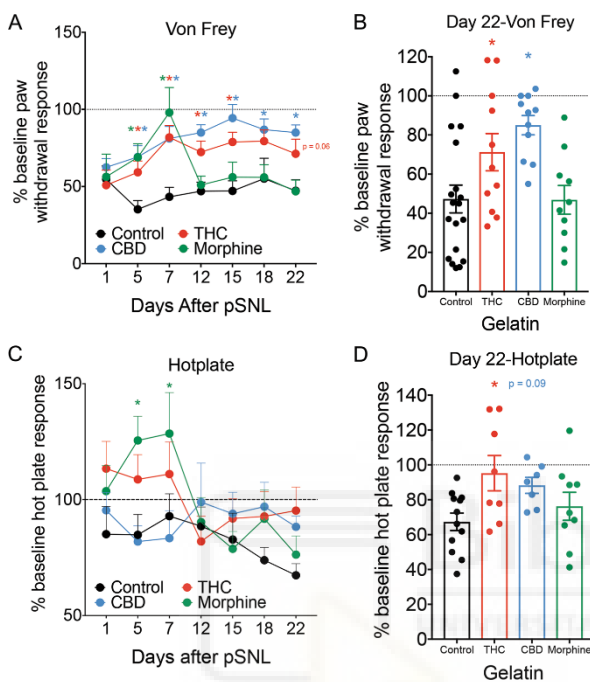 A
Von Frey
% baseline paw
withdrawal response
150
100
50
0
***
***
**
**
*
*
p = 0.06
Control
THC
CBD
Morphine
1
5
7
12
15
18
22
Days After pSNL
B
Day 22-Von Frey
% baseline paw
withdrawal response
120
100
80
60
40
20
0
*
*
Control
THC
CBD
Morphine
Gelatin
C
Hotplate
% baseline hot plate response
150
100
50
*
*
Control
THC
CBD
Morphine
1
5
7
12
15
18
22
Days after pSNL
D
Day 22-Hotplate
% baseline hot plate response
140
120
100
80
60
40
20
0
*
p = 0.09
Control
THC
CBD
Morphine
Gelatin